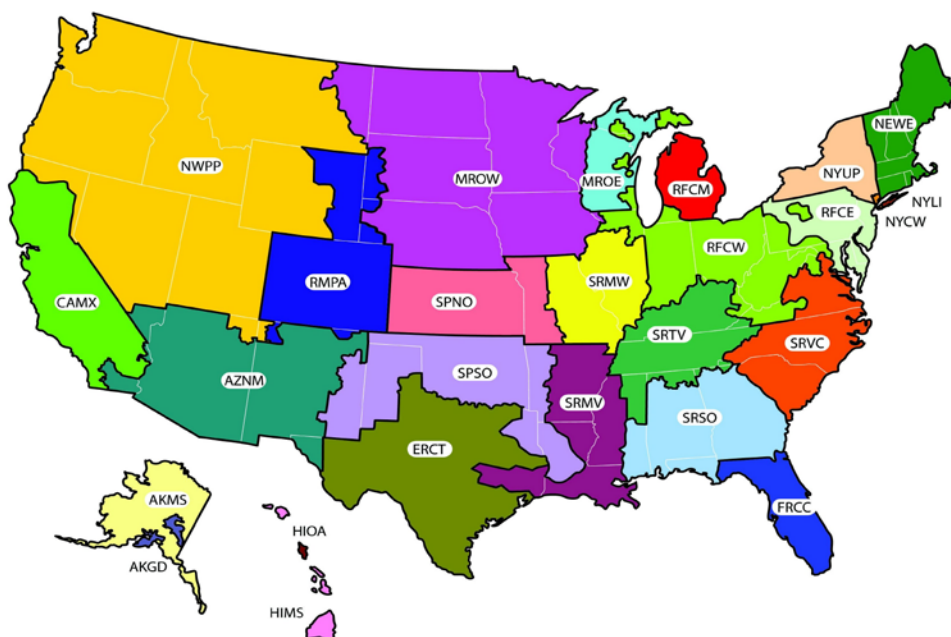 NEWE
NWPP
NYUP
MROW
MROE
RFCM
NYLI
RFCE
NYCW
RFCW
RMPA
SRMW
CAMX
SPNO
SRTV
SRVC
AZNM
SPSO
SRMV
SRSO
ERCT
AKMS
FRCC
HIOA
AKGD
HIMS